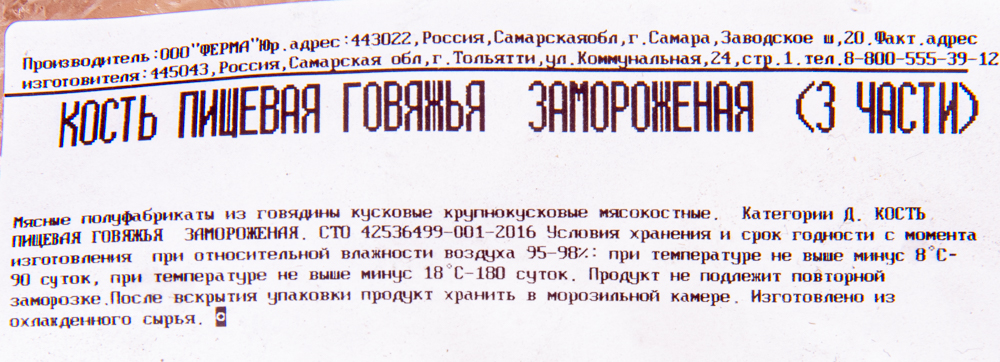 Производитель:ООО"ФЕРМА"Юр.адрес:443022,Россия,Самарскаяобл,г.Самара,Заводское ш,20.Факт.адрес
изготовителя:445043,Россия,Самарская обл,г.Тольятти,ул.Коммунальная,24,стр.1.тел.8-800-555-39-12
КОСТЬ ПИЩЕВАЯ ГОВЯЖЬЯ ЗАМОРОЖЕНАЯ (3 ЧАСТИ)
Мясные полуфабрикаты из говядины кусковые крупнокусковые мясокостные. Категории Д. КОСТЬ
ПИЩЕВАЯ ГОВЯЖЬЯ ЗАМОРОЖЕНАЯ. СТО 42536499-001-2016 Условия хранения и срок годности с момента
изготовления при относительной влажности воздуха 95-98%: при температуре не выше минус 8°С-
90 суток, при температуре не выше минус 18°С-180 суток. Продукт не подлежит повторной
заморозке.После вскрытия упаковки продукт хранить в морозильной камере. Изготовлено из
охлажденного сырья.